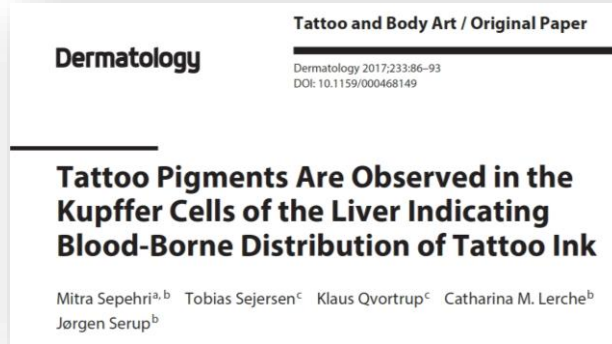 Tattoo and Body Art / Original Paper
Dermatology
Dermatology 2017;233:86–93
DOI: 10.1159/000468149
Tattoo Pigments Are Observed in the
Kupffer Cells of the Liver Indicating
Blood-Borne Distribution of Tattoo Ink
Mitra Sepehri a, b Tobias Sejersen c Klaus Qvortrup c Catharina M. Lerche b
Jørgen Serup b